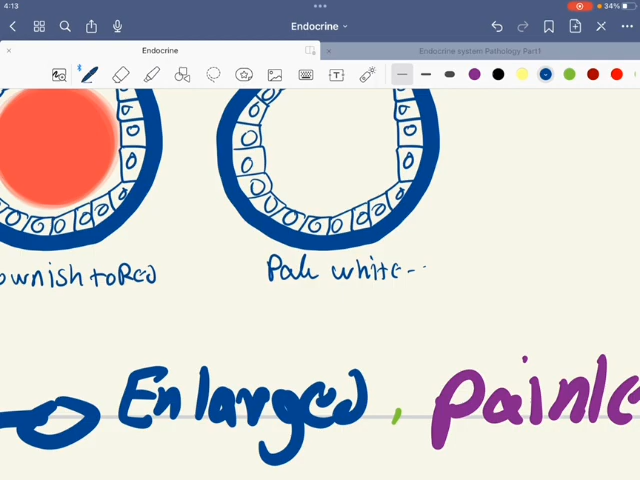 4:13
34%
Endocrine
Endocrine
Endocrine system Pathology Part1
ownish to Red
Pale white--
Enlarged, Painle